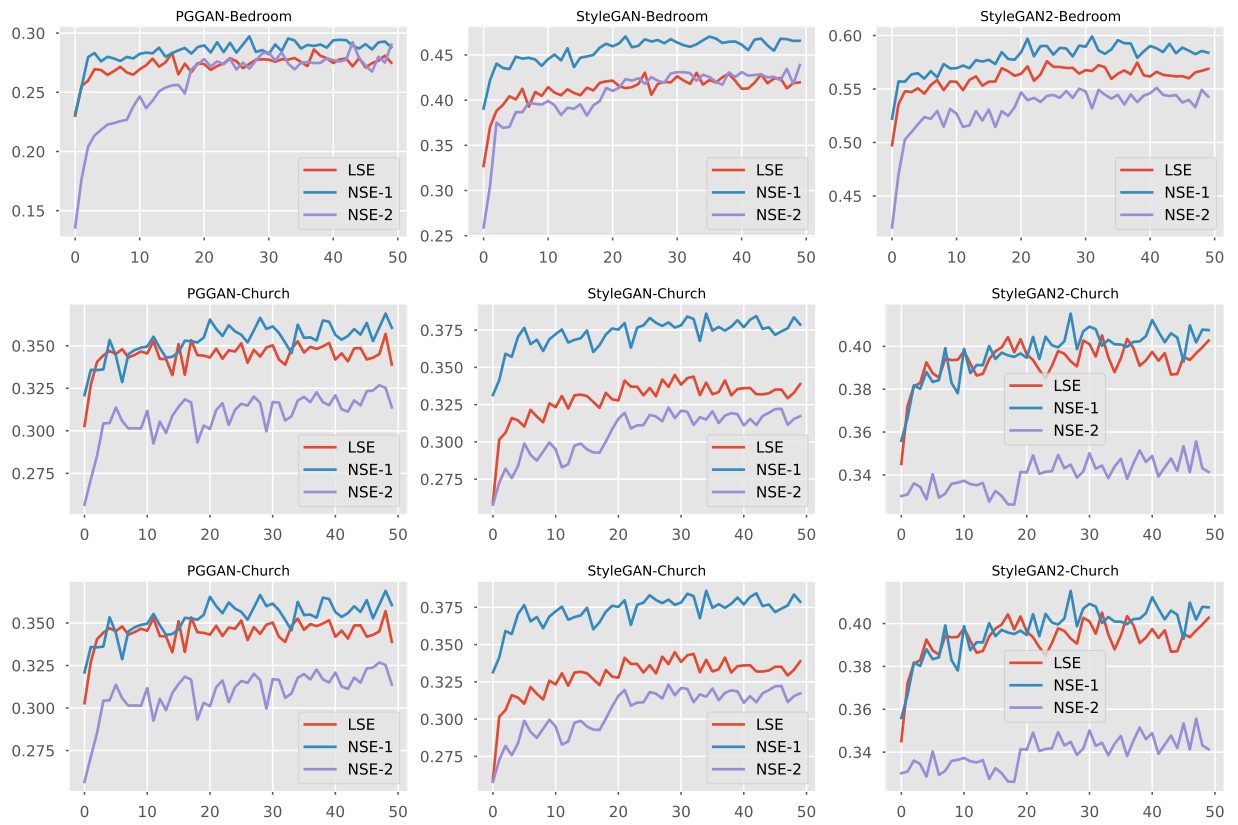 PGGAN-Bedroom StyleGAN-Bedroom StyleGAN2-Bedroom
0.30
0.25
0.20
0.15
0 10 20 30 40 50
LSE
NSE-1
NSE-2
0.45
0.40
0.35
0.30
0.25
0 10 20 30 40 50
LSE
NSE-1
NSE-2
0.60
0.55
0.50
0.45
0 10 20 30 40 50
LSE
NSE-1
NSE-2
PGGAN-Church StyleGAN-Church StyleGAN2-Church
0.350
0.325
0.300
0.275
0 10 20 30 40 50
LSE
NSE-1
NSE-2
0.375
0.350
0.325
0.300
0.275
0.250
0 10 20 30 40 50
LSE
NSE-1
NSE-2
0.40
0.38
0.36
0.34
0 10 20 30 40 50
LSE
NSE-1
NSE-2
PGGAN-Church StyleGAN-Church StyleGAN2-Church
0.350
0.325
0.300
0.275
0 10 20 30 40 50
LSE
NSE-1
NSE-2
0.375
0.350
0.325
0.300
0.275
0.250
0 10 20 30 40 50
LSE
NSE-1
NSE-2
0.40
0.38
0.36
0.34
0 10 20 30 40 50
LSE
NSE-1
NSE-2